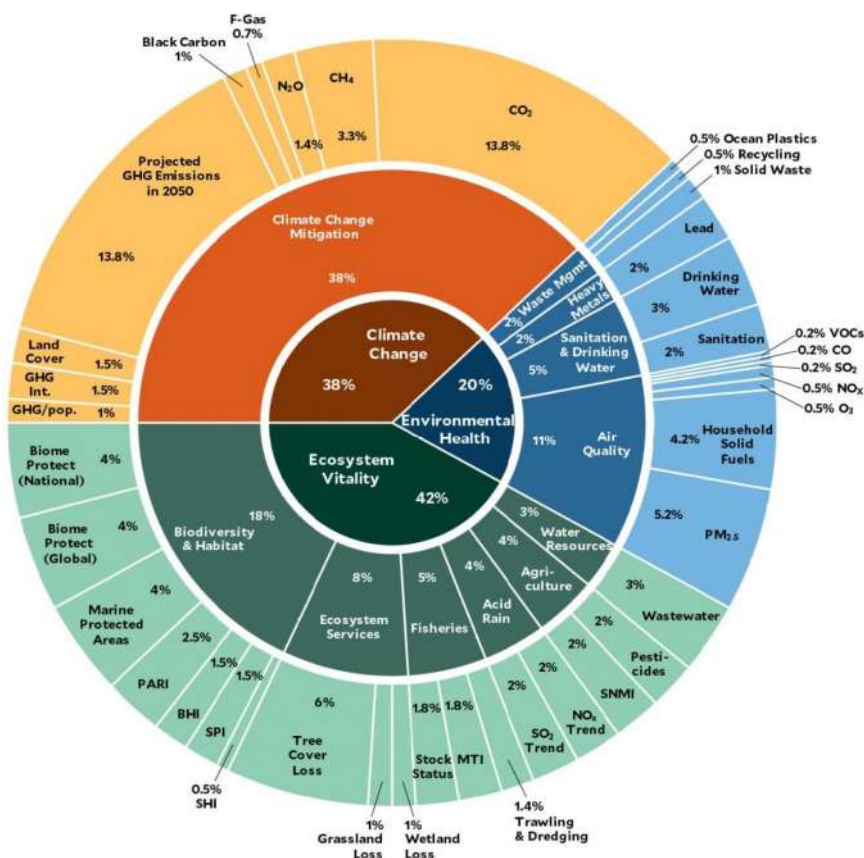 F-Gas
0.7%
Black Carbon
1%
N₂O
1.4%
CH₄
3.3%
CO₂
13.8%
Projected
GHG Emissions
in 2050
13.8%
Land
Cover
1.5%
GHG
Int.
1.5%
GHG/pop.
1%
0.5% Ocean Plastics
0.5% Recycling
1% Solid Waste
Lead
2%
Drinking
Water
3%
Sanitation
2%
0.2% VOCs
0.2% CO
0.2% SO₂
0.5% NOₓ
0.5% O₃
Household
Solid
Fuels
4.2%
PM₂.₅
5.2%
Climate Change
Mitigation
38%
Waste Mgmt
2%
Heavy
Metals
2%
Sanitation
& Drinking
Water
5%
Air
Quality
11%
Climate
Change
38%
20%
Environmental
Health
Ecosystem
Vitality
42%
Biodiversity
& Habitat
18%
Ecosystem
Services
8%
Fisheries
5%
Acid
Rain
4%
Agri-
culture
4%
Water
Resources
3%
Biome
Protect
(National)
4%
Biome
Protect
(Global)
4%
Marine
Protected
Areas
4%
PARI
2.5%
BHI
1.5%
SPI
1.5%
0.5%
SHI
Tree
Cover
Loss
6%
1%
Grassland
Loss
1%
Wetland
Loss
Stock
Status
1.8%
MTI
1.8%
1.4%
Trawling
& Dredging
SO₂
Trend
2%
NOₓ
Trend
2%
SNMI
2%
Pesti-
cides
2%
Wastewater
3%